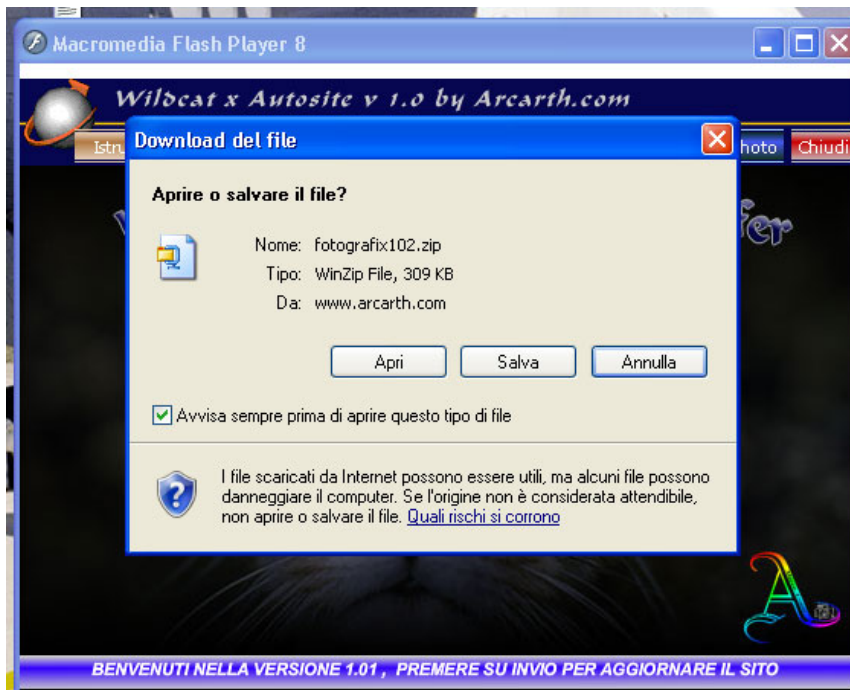 Macromedia Flash Player 8
Wildcat x Autosite v 1.0 by Arcarth.com
Download del file
hoto
Chiudi
Aprire o salvare il file?
Nome: fotografix102.zip
Tipo: WinZip File, 309 KB
Da: www.arcarth.com
Apri Salva Annulla
Avvisa sempre prima di aprire questo tipo di file
I file scaricati da Internet possono essere utili, ma alcuni file possono
danneggiare il computer. Se l'origine non è considerata attendibile,
non aprire o salvare il file. Quali rischi si corrono
A
BENVENUTI NELLA VERSIONE 1.01 , PREMERE SU INVIO PER AGGIORNARE IL SITO